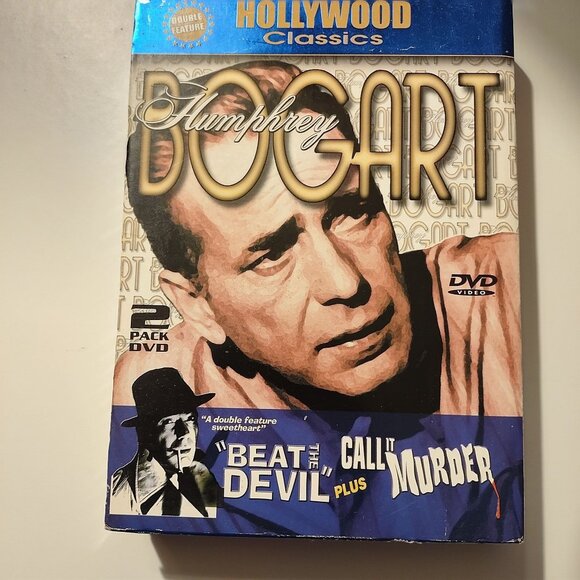 DOUBLE
FEATURE
HOLLYWOOD
Classics
Humphrey
BOGART
DVD
VIDEO
2
PACK
DVD
"A double feature
sweetheart"
"BEAT THE
DEVIL"
PLUS
CALL IT
MURDER